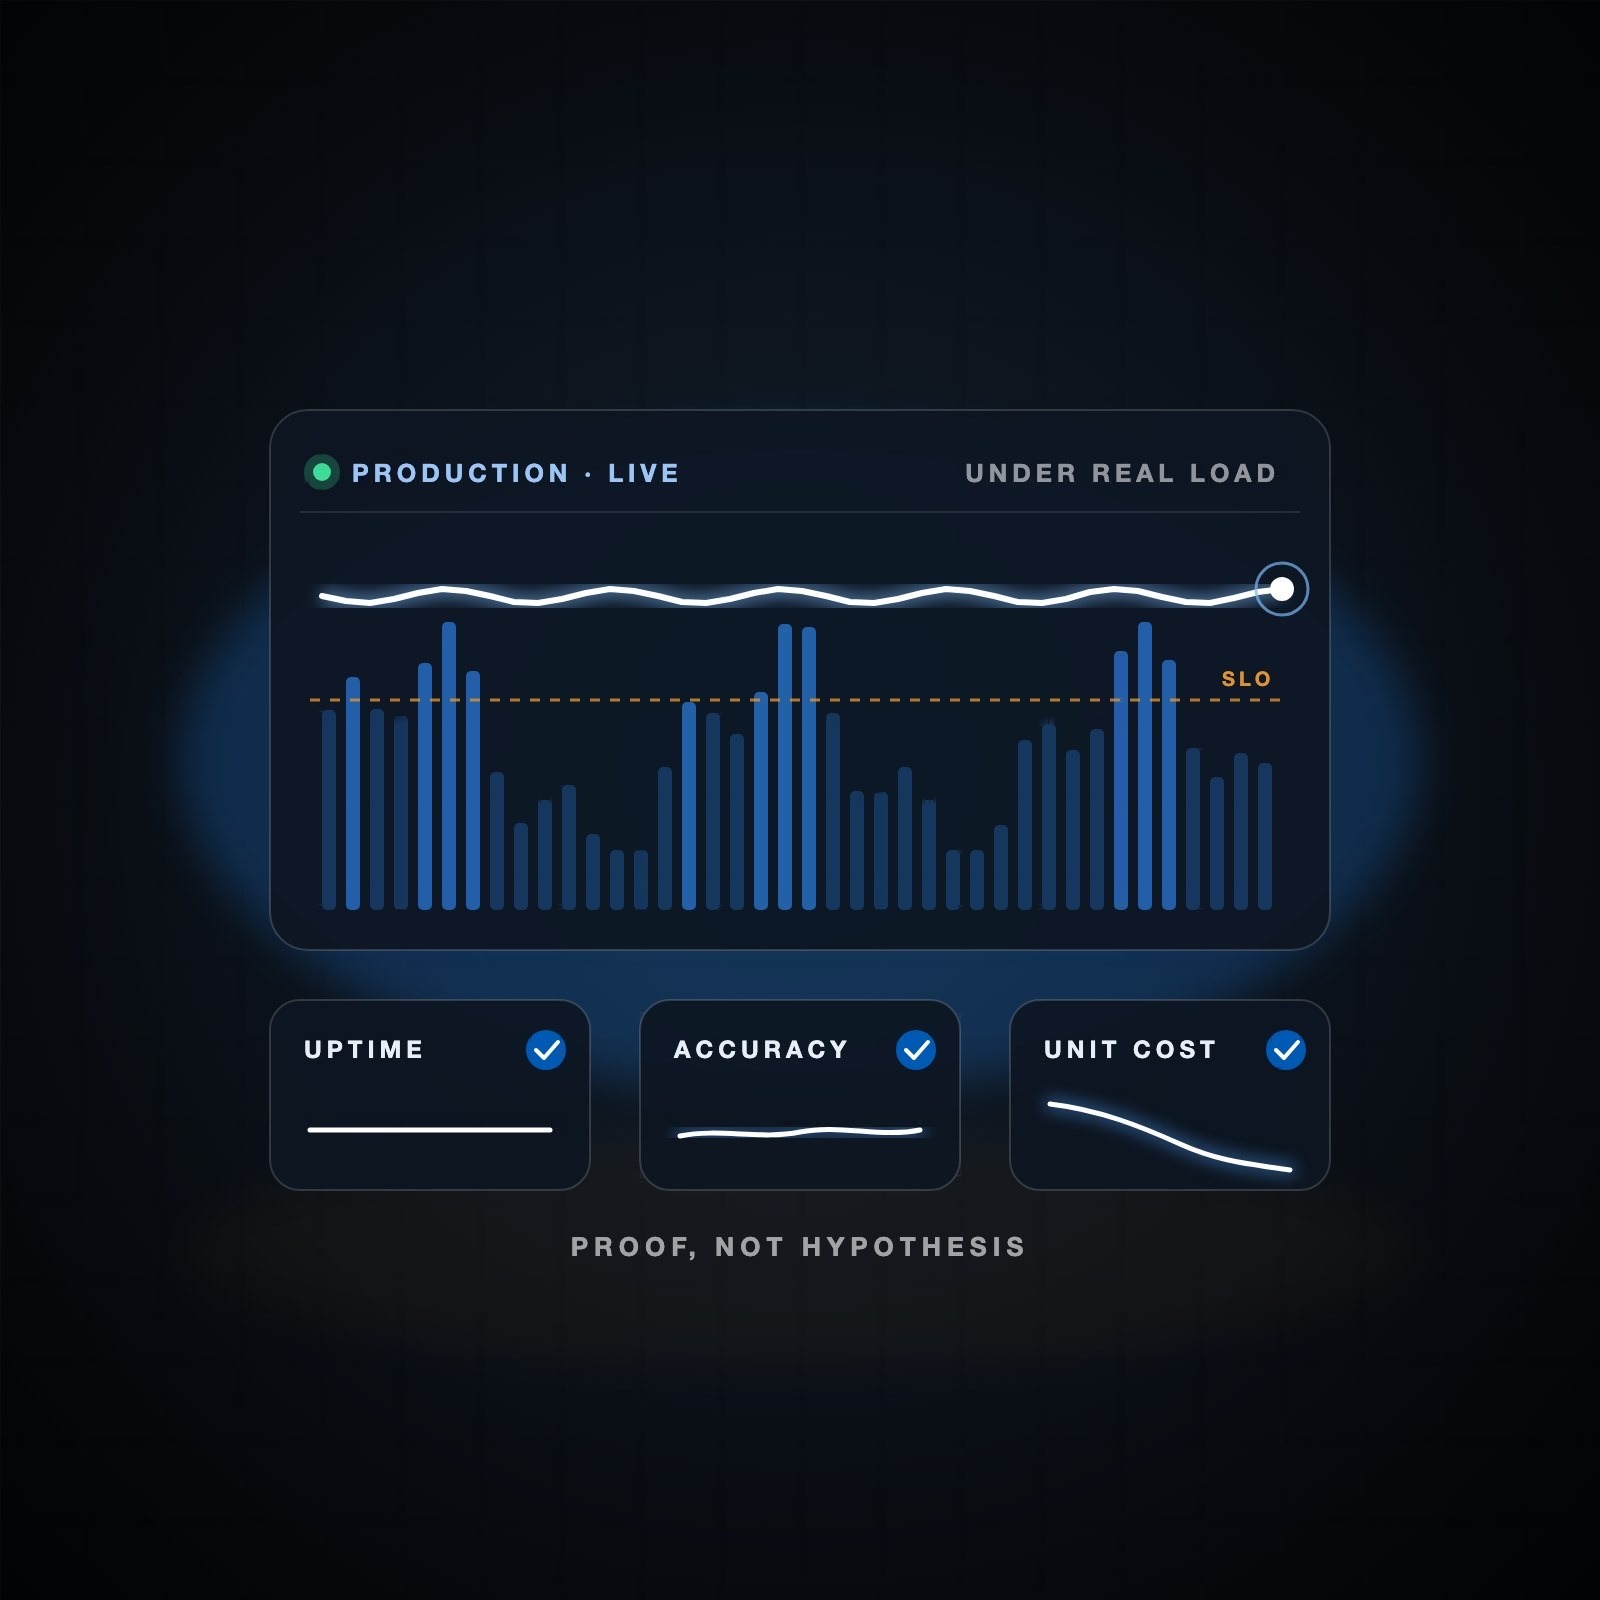 PRODUCTION · LIVE
UNDER REAL LOAD
SLO
UPTIME
ACCURACY
UNIT COST
PROOF, NOT HYPOTHESIS